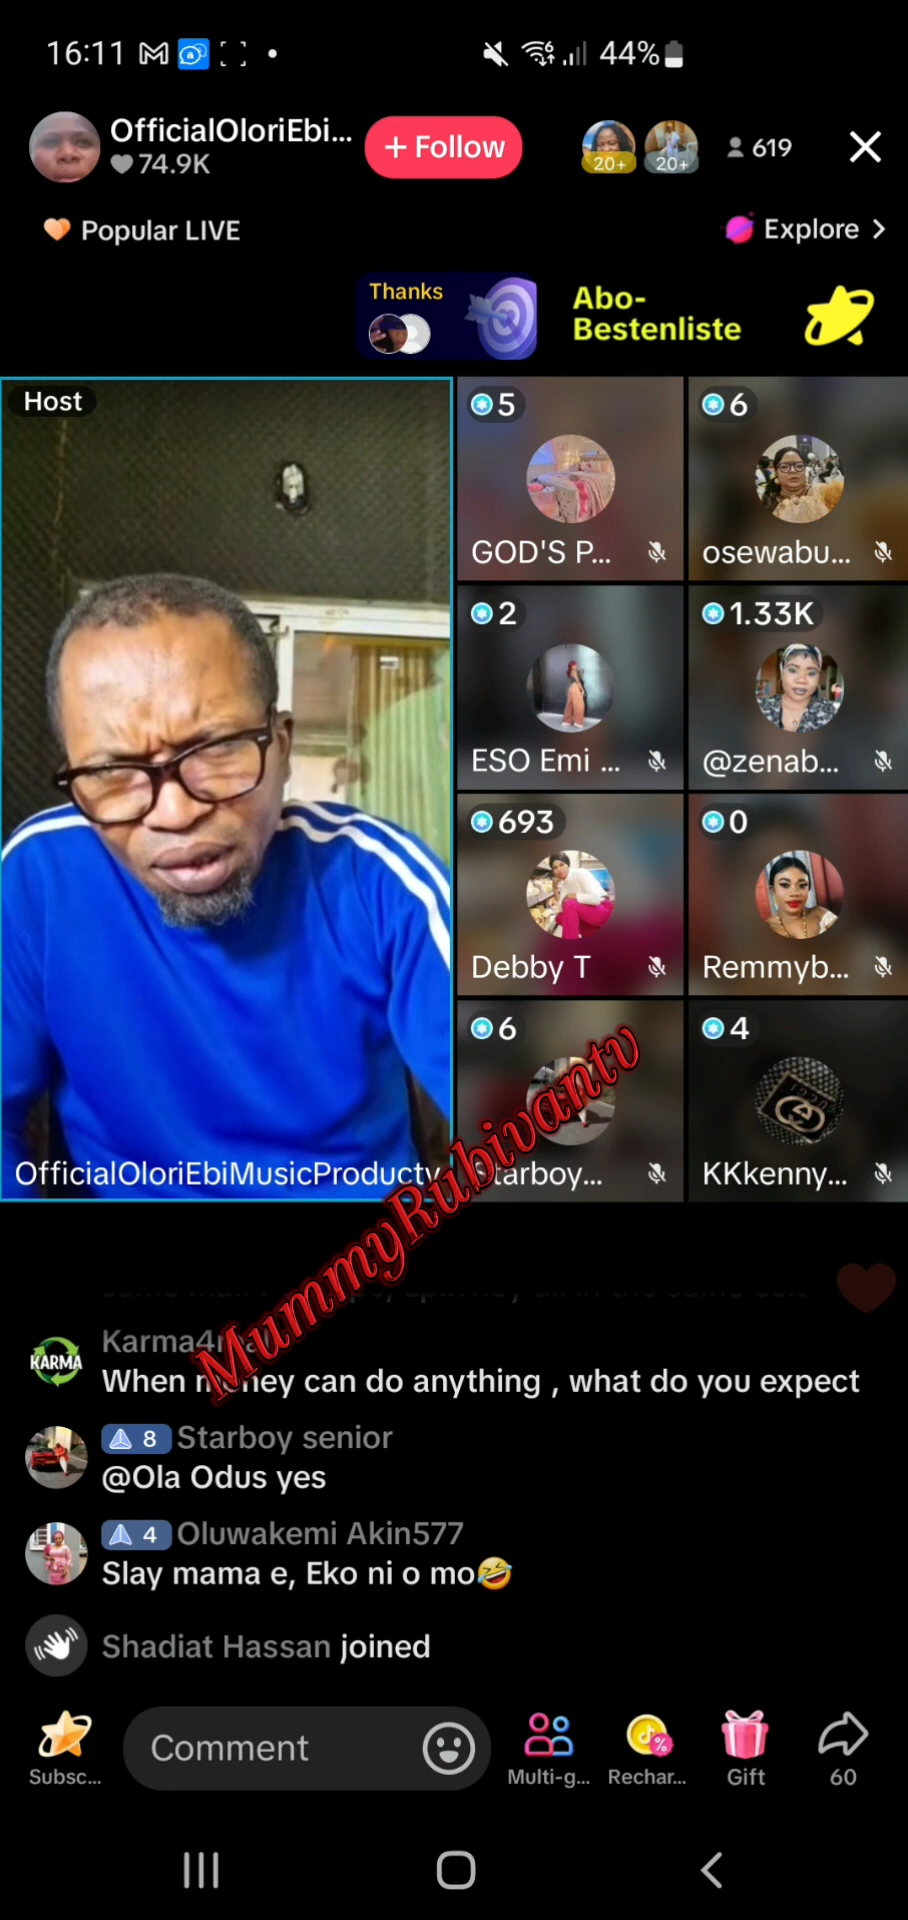 16:11
44%
OfficialOloriEbi...
74.9K
+ Follow
20+
20+
619
Popular LIVE
Explore
Thanks
Abo-
Bestenliste
Host
5
GOD'S P...
6
osewabu...
2
ESO Emi ...
1.33K
@zenab...
693
Debby T
0
Remmyb...
6
Starboy...
4
KKkenny...
OfficialOloriEbiMusicProductv
MummyRubivantv
KARMA
When money can do anything , what do you expect
8 Starboy senior
@Ola Odus yes
4 Oluwakemi Akin577
Slay mama e, Eko ni o mo🤣
Shadiat Hassan joined
Subsc...
Comment
Multi-g...
Rechar...
Gift
60